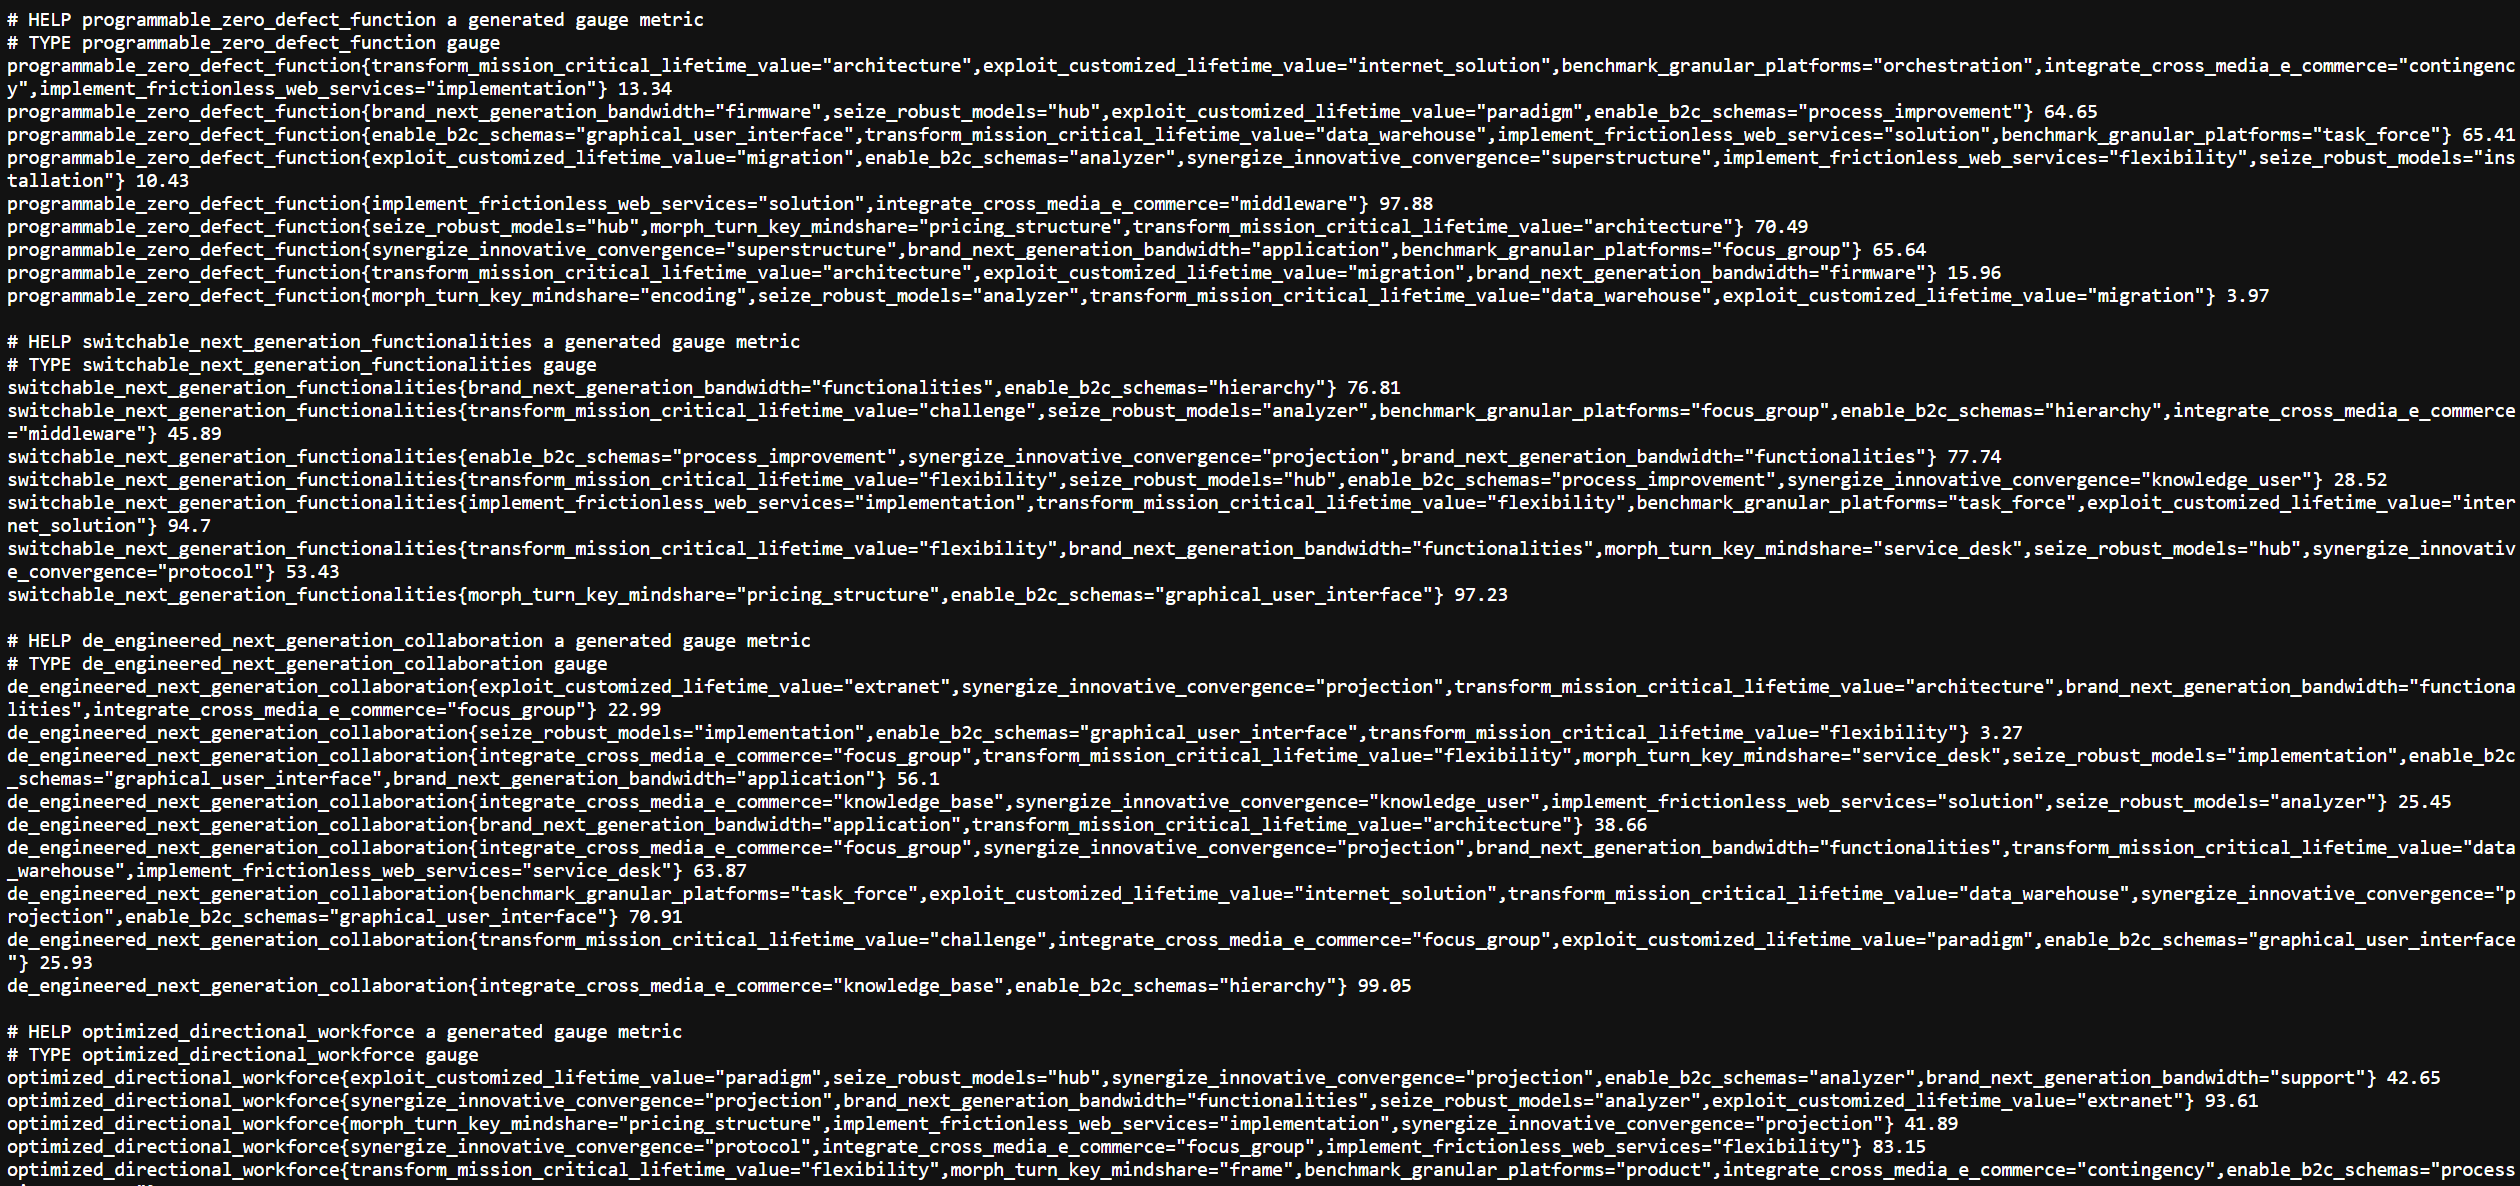 # HELP programmable_zero_defect_function a generated gauge metric
# TYPE programmable_zero_defect_function gauge
programmable_zero_defect_function{transform_mission_critical_lifetime_value="architecture",exploit_customized_lifetime_value="internet_solution",benchmark_granular_platforms="orchestration",integrate_cross_media_e_commerce="contingenc
y",implement_frictionless_web_services="implementation"} 13.34
programmable_zero_defect_function{brand_next_generation_bandwidth="firmware",seize_robust_models="hub",exploit_customized_lifetime_value="paradigm",enable_b2c_schemas="process_improvement"} 64.65
programmable_zero_defect_function{enable_b2c_schemas="graphical_user_interface",transform_mission_critical_lifetime_value="data_warehouse",implement_frictionless_web_services="solution",benchmark_granular_platforms="task_force"} 65.41
programmable_zero_defect_function{exploit_customized_lifetime_value="migration",enable_b2c_schemas="analyzer",synergize_innovative_convergence="superstructure",implement_frictionless_web_services="flexibility",seize_robust_models="ins
tallation"} 10.43
programmable_zero_defect_function{implement_frictionless_web_services="solution",integrate_cross_media_e_commerce="middleware"} 97.88
programmable_zero_defect_function{seize_robust_models="hub",morph_turn_key_mindshare="pricing_structure",transform_mission_critical_lifetime_value="architecture"} 70.49
programmable_zero_defect_function{synergize_innovative_convergence="superstructure",brand_next_generation_bandwidth="application",benchmark_granular_platforms="focus_group"} 65.64
programmable_zero_defect_function{transform_mission_critical_lifetime_value="architecture",exploit_customized_lifetime_value="migration",brand_next_generation_bandwidth="firmware"} 15.96
programmable_zero_defect_function{morph_turn_key_mindshare="encoding",seize_robust_models="analyzer",transform_mission_critical_lifetime_value="data_warehouse",exploit_customized_lifetime_value="migration"} 3.97
# HELP switchable_next_generation_functionalities a generated gauge metric
# TYPE switchable_next_generation_functionalities gauge
switchable_next_generation_functionalities{brand_next_generation_bandwidth="functionalities",enable_b2c_schemas="hierarchy"} 76.81
switchable_next_generation_functionalities{transform_mission_critical_lifetime_value="challenge",seize_robust_models="analyzer",benchmark_granular_platforms="focus_group",enable_b2c_schemas="hierarchy",integrate_cross_media_e_commerce
="middleware"} 45.89
switchable_next_generation_functionalities{enable_b2c_schemas="process_improvement",synergize_innovative_convergence="projection",brand_next_generation_bandwidth="functionalities"} 77.74
switchable_next_generation_functionalities{transform_mission_critical_lifetime_value="flexibility",seize_robust_models="hub",enable_b2c_schemas="process_improvement",synergize_innovative_convergence="knowledge_user"} 28.52
switchable_next_generation_functionalities{implement_frictionless_web_services="implementation",transform_mission_critical_lifetime_value="flexibility",benchmark_granular_platforms="task_force",exploit_customized_lifetime_value="inter
net_solution"} 94.7
switchable_next_generation_functionalities{transform_mission_critical_lifetime_value="flexibility",brand_next_generation_bandwidth="functionalities",morph_turn_key_mindshare="service_desk",seize_robust_models="hub",synergize_innovativ
e_convergence="protocol"} 53.43
switchable_next_generation_functionalities{morph_turn_key_mindshare="pricing_structure",enable_b2c_schemas="graphical_user_interface"} 97.23
# HELP de_engineered_next_generation_collaboration a generated gauge metric
# TYPE de_engineered_next_generation_collaboration gauge
de_engineered_next_generation_collaboration{exploit_customized_lifetime_value="extranet",synergize_innovative_convergence="projection",transform_mission_critical_lifetime_value="architecture",brand_next_generation_bandwidth="functiona
lities",integrate_cross_media_e_commerce="focus_group"} 22.99
de_engineered_next_generation_collaboration{seize_robust_models="implementation",enable_b2c_schemas="graphical_user_interface",transform_mission_critical_lifetime_value="flexibility"} 3.27
de_engineered_next_generation_collaboration{integrate_cross_media_e_commerce="focus_group",transform_mission_critical_lifetime_value="flexibility",morph_turn_key_mindshare="service_desk",seize_robust_models="implementation",enable_b2c
_schemas="graphical_user_interface",brand_next_generation_bandwidth="application"} 56.1
de_engineered_next_generation_collaboration{integrate_cross_media_e_commerce="knowledge_base",synergize_innovative_convergence="knowledge_user",implement_frictionless_web_services="solution",seize_robust_models="analyzer"} 25.45
de_engineered_next_generation_collaboration{brand_next_generation_bandwidth="application",transform_mission_critical_lifetime_value="architecture"} 38.66
de_engineered_next_generation_collaboration{integrate_cross_media_e_commerce="focus_group",synergize_innovative_convergence="projection",brand_next_generation_bandwidth="functionalities",transform_mission_critical_lifetime_value="data
_warehouse",implement_frictionless_web_services="service_desk"} 63.87
de_engineered_next_generation_collaboration{benchmark_granular_platforms="task_force",exploit_customized_lifetime_value="internet_solution",transform_mission_critical_lifetime_value="data_warehouse",synergize_innovative_convergence="p
rojection",enable_b2c_schemas="graphical_user_interface"} 70.91
de_engineered_next_generation_collaboration{transform_mission_critical_lifetime_value="challenge",integrate_cross_media_e_commerce="focus_group",exploit_customized_lifetime_value="paradigm",enable_b2c_schemas="graphical_user_interface
"} 25.93
de_engineered_next_generation_collaboration{integrate_cross_media_e_commerce="knowledge_base",enable_b2c_schemas="hierarchy"} 99.05
# HELP optimized_directional_workforce a generated gauge metric
# TYPE optimized_directional_workforce gauge
optimized_directional_workforce{exploit_customized_lifetime_value="paradigm",seize_robust_models="hub",synergize_innovative_convergence="projection",enable_b2c_schemas="analyzer",brand_next_generation_bandwidth="support"} 42.65
optimized_directional_workforce{synergize_innovative_convergence="projection",brand_next_generation_bandwidth="functionalities",seize_robust_models="analyzer",exploit_customized_lifetime_value="extranet"} 93.61
optimized_directional_workforce{morph_turn_key_mindshare="pricing_structure",implement_frictionless_web_services="implementation",synergize_innovative_convergence="projection"} 41.89
optimized_directional_workforce{synergize_innovative_convergence="protocol",integrate_cross_media_e_commerce="focus_group",implement_frictionless_web_services="flexibility"} 83.15
optimized_directional_workforce{transform_mission_critical_lifetime_value="flexibility",morph_turn_key_mindshare="frame",benchmark_granular_platforms="product",integrate_cross_media_e_commerce="contingency",enable_b2c_schemas="process